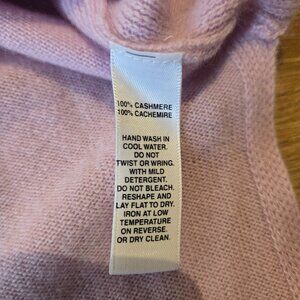 100% CASHMERE
100% CACHEMIRE
HAND WASH IN
COOL WATER.
DO NOT
TWIST OR WRING.
WITH MILD
DETERGENT.
DO NOT BLEACH.
RESHAPE AND
LAY FLAT TO DRY.
IRON AT LOW
TEMPERATURE
ON REVERSE.
OR DRY CLEAN.